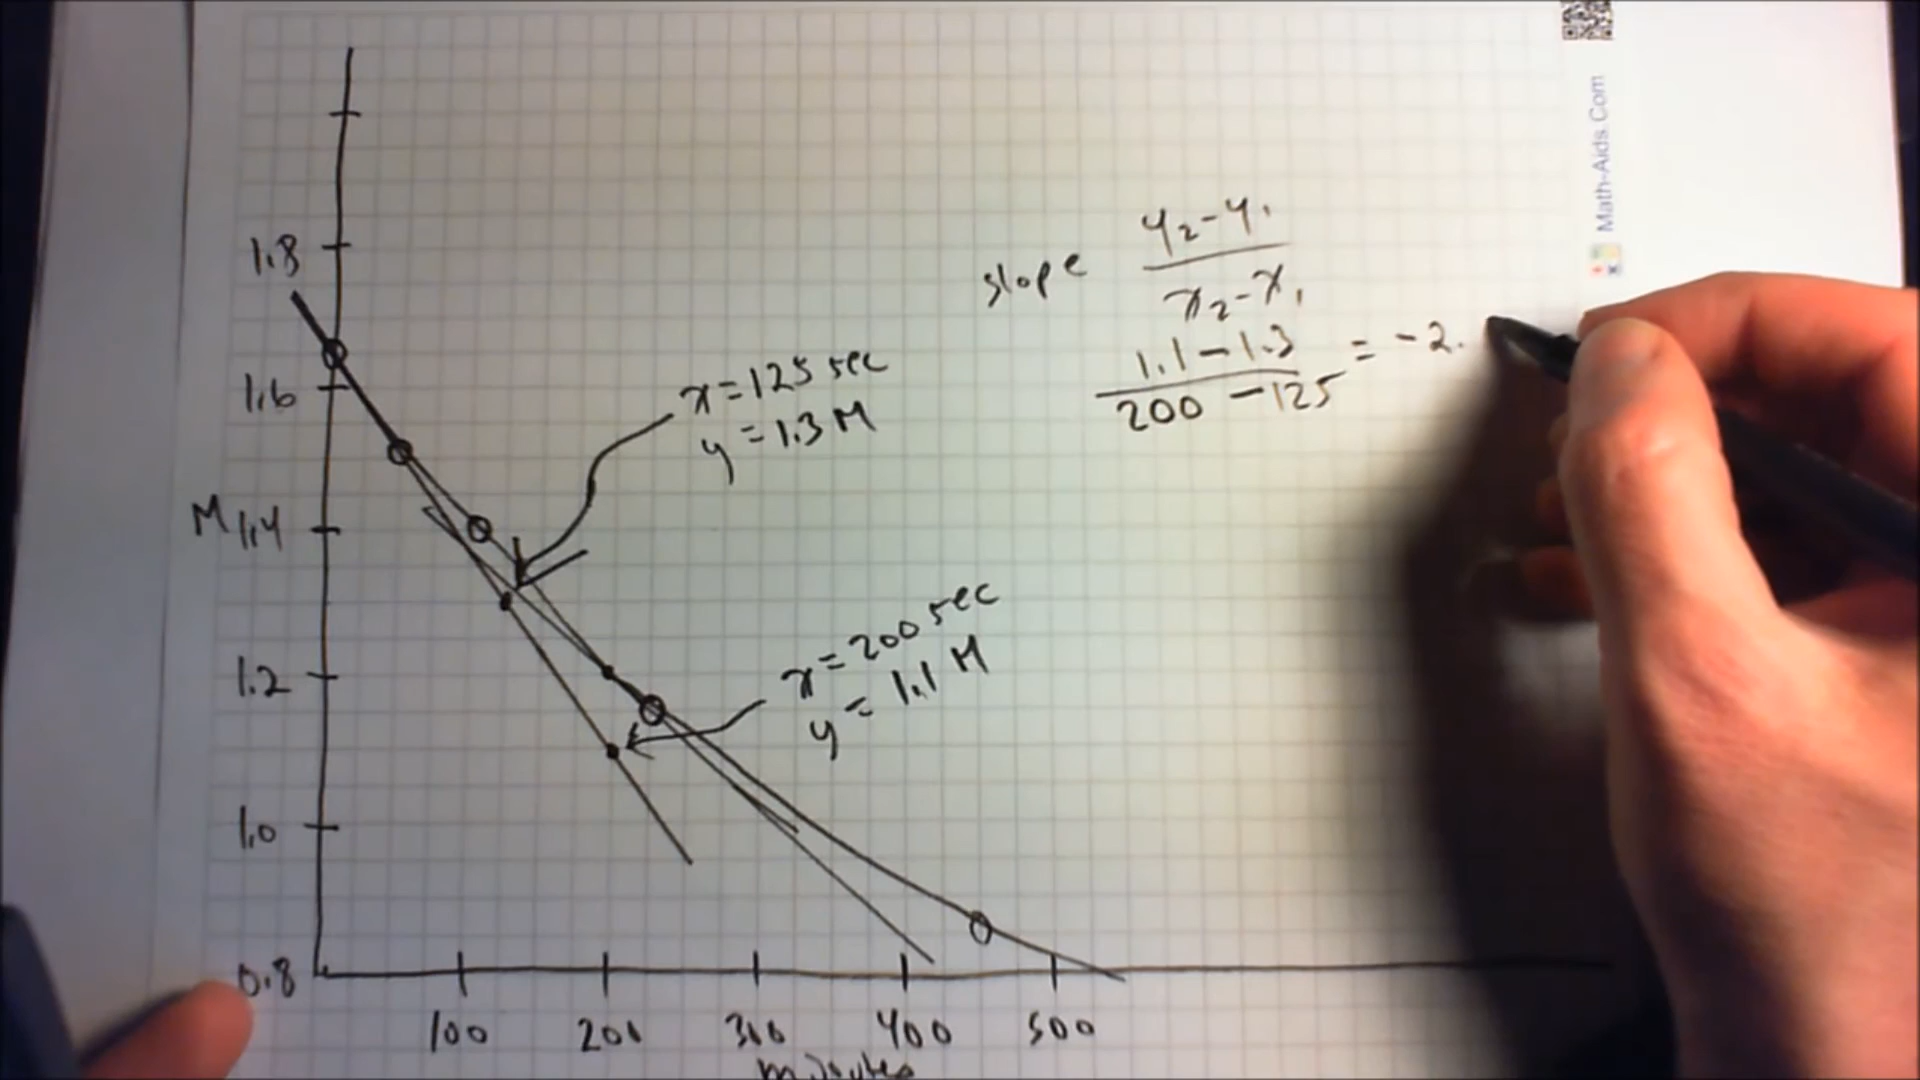 Math-Aids.Com
slope y₂-y₁
x₂-x₁
1.1-1.3
200-125
= -2.
x=125 sec
y=1.3 M
x=200 sec
y=1.1 M
1.8
1.6
M 1.4
1.2
1.0
0.8
100 200 300 400 500
minutes